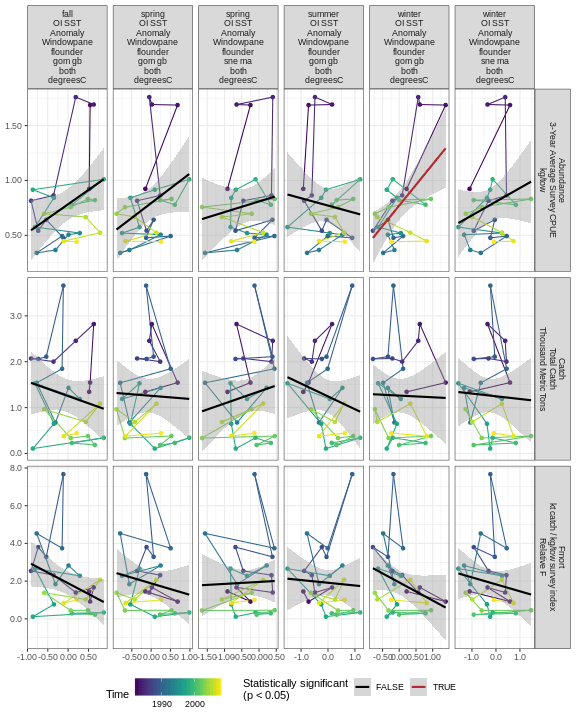 fall
OI SST
Anomaly
Windowpane
flounder
gom gb
both
degreesC
spring
OI SST
Anomaly
Windowpane
flounder
gom gb
both
degreesC
spring
OI SST
Anomaly
Windowpane
flounder
sne ma
both
degreesC
summer
OI SST
Anomaly
Windowpane
flounder
gom gb
both
degreesC
winter
OI SST
Anomaly
Windowpane
flounder
gom gb
both
degreesC
winter
OI SST
Anomaly
Windowpane
flounder
sne ma
both
degreesC
1.50
1.00
0.50
Abundance
3-Year Average Survey CPUE
kg/tow
3.0
2.0
1.0
0.0
Catch
Total Catch
Thousand Metric Tons
8.0
6.0
4.0
2.0
0.0
Fmort
kt catch / kg/tow survey index
Relative F
-1.00 -0.50 0.00 0.50
-0.50 0.00 0.50 1.00
-1.50 -1.00 -0.50 0.00 0.50
-1.0 0.0 1.0
-0.50 0.00 0.50 1.00
-1.0 0.0 1.0
Time
1990 2000
Statistically significant
(p < 0.05)
FALSE
TRUE